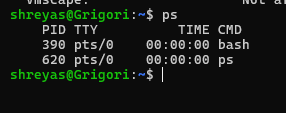 shreyas@Grigori:~$ ps
    PID TTY          TIME CMD
    390 pts/0    00:00:00 bash
    620 pts/0    00:00:00 ps
shreyas@Grigori:~$